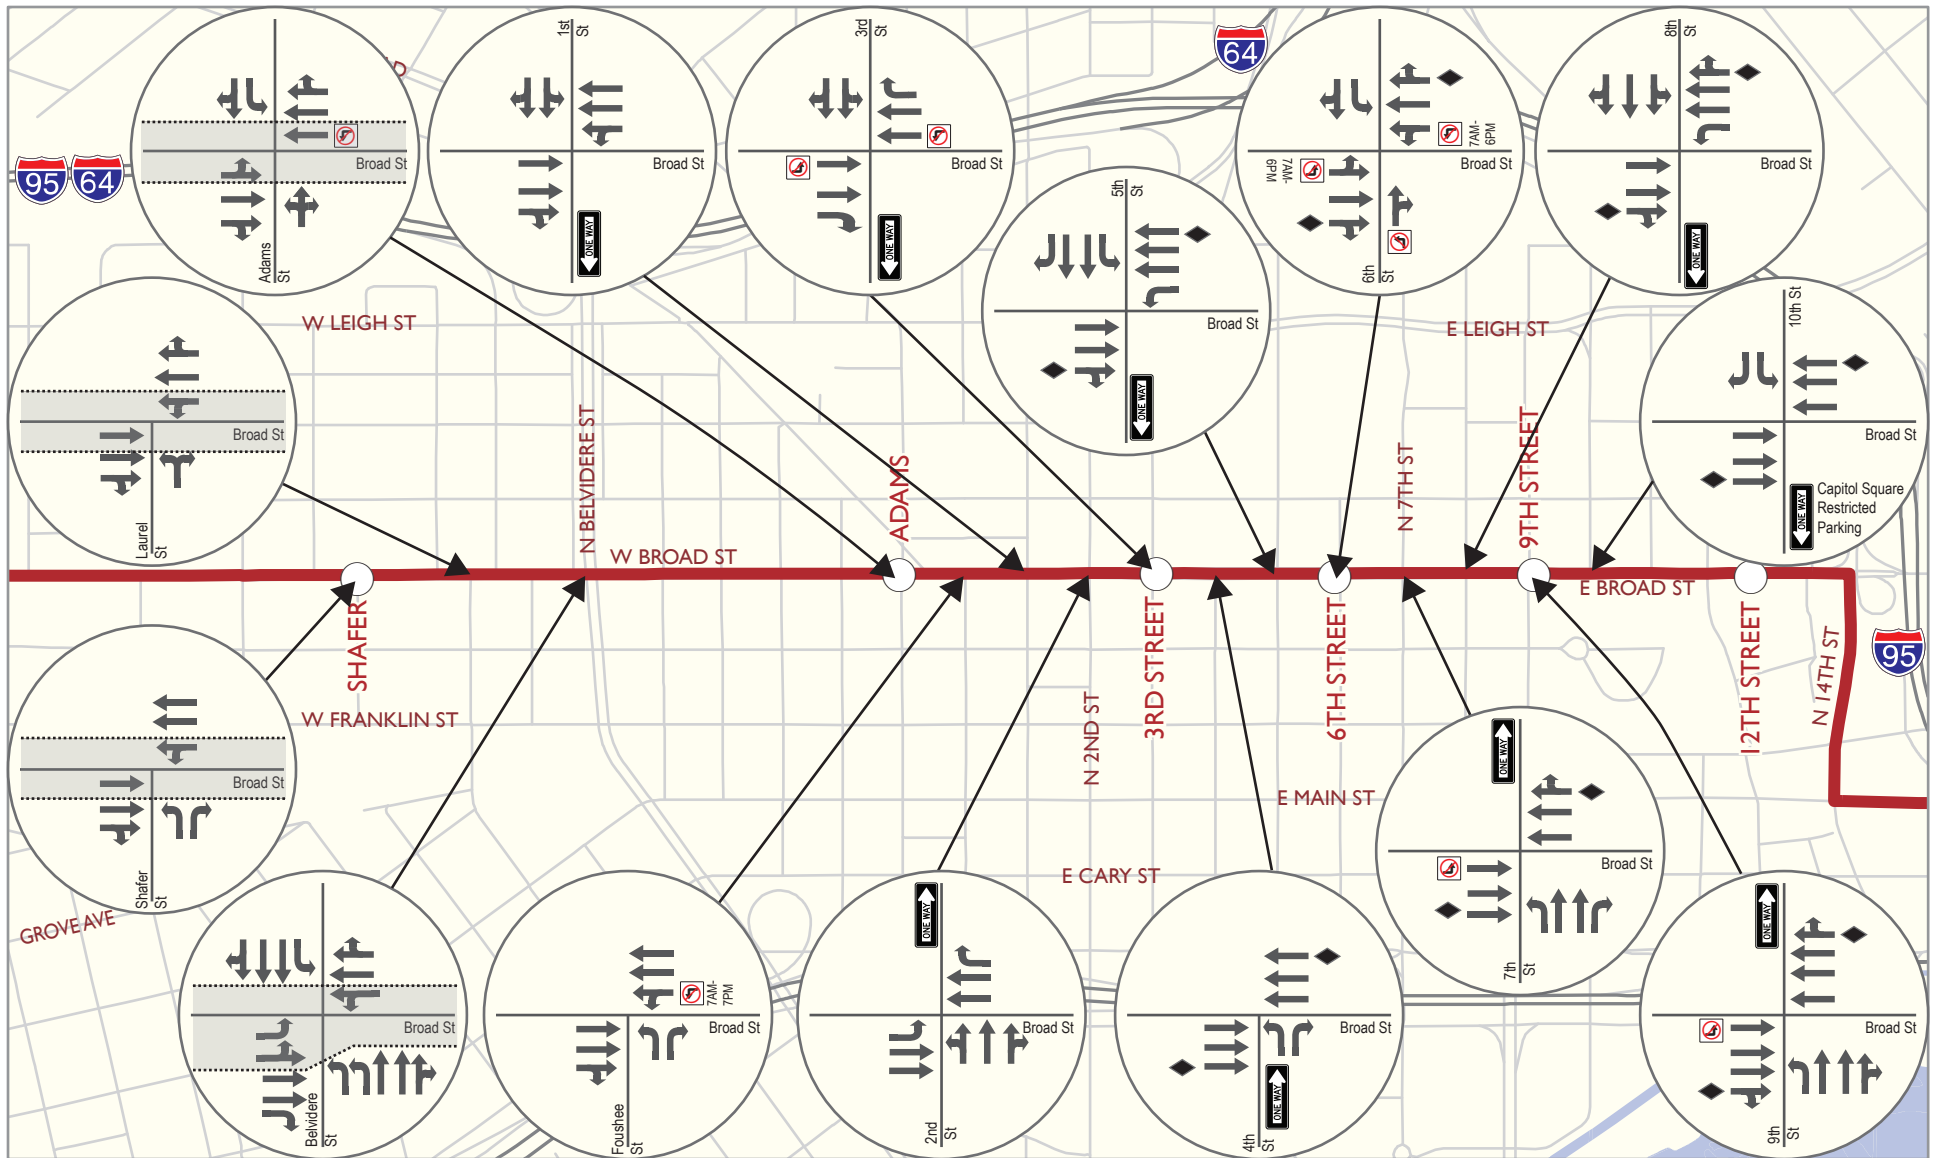 Adams
St
Broad St
1st
St
Broad St
ONE WAY
3rd
St
Broad St
ONE WAY
64
7AM-
6PM
7AM-
6PM
Broad St
6th
St
8th
St
Broad St
ONE WAY
95
64
5th
St
Broad St
ONE WAY
10th St
Broad St
ONE WAY
Capitol Square
Restricted
Parking
Broad St
Laurel
St
W LEIGH ST
E LEIGH ST
N BELVIDERE ST
ADAMS
N 7TH ST
9TH STREET
W BROAD ST
E BROAD ST
SHAFER
3RD STREET
6TH STREET
12TH STREET
N 14TH ST
95
N 2ND ST
W FRANKLIN ST
E MAIN ST
E CARY ST
GROVE AVE
Broad St
Shafer
St
Broad St
Belvidere
St
7AM-
7PM
Broad St
Foushee
St
ONE WAY
Broad St
2nd
St
Broad St
ONE WAY
4th
St
ONE WAY
Broad St
7th
St
ONE WAY
Broad St
9th
St